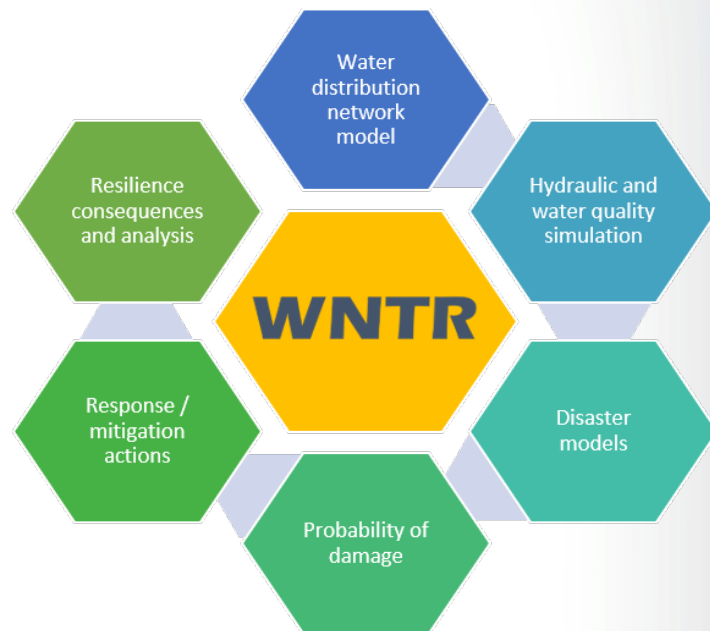 Water
distribution
network
model
Hydraulic and
water quality
simulation
Disaster
models
Probability of
damage
Response /
mitigation
actions
Resilience
consequences
and analysis
WNTR